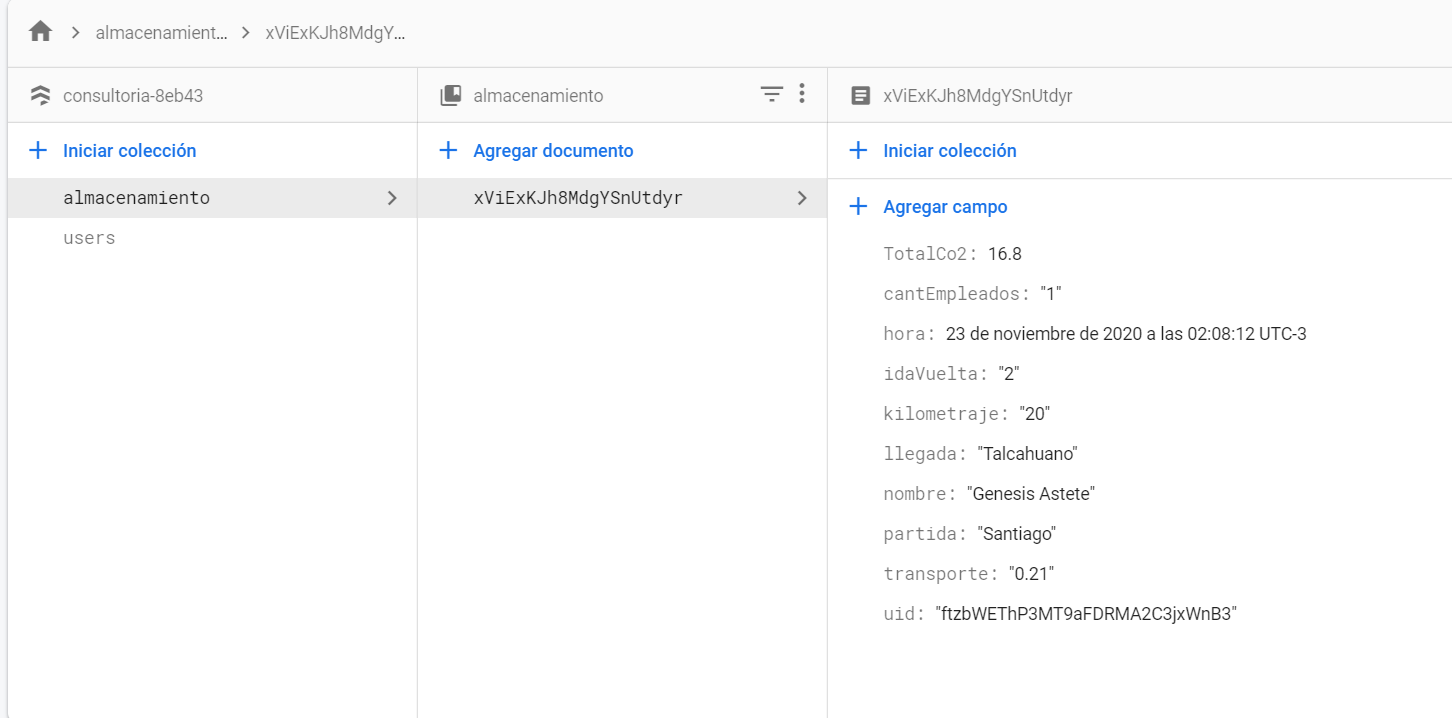 almacenamient... > xViExKJh8MdgY...
consultoria-8eb43
almacenamiento
xViExKJh8MdgYSnUtdyr
+ Iniciar colección
+ Agregar documento
+ Iniciar colección
almacenamiento
users
xViExKJh8MdgYSnUtdyr
+ Agregar campo
TotalCo2: 16.8
cantEmpleados: "1"
hora: 23 de noviembre de 2020 a las 02:08:12 UTC-3
idaVuelta: "2"
kilometraje: "20"
llegada: "Talcahuano"
nombre: "Genesis Astete"
partida: "Santiago"
transporte: "0.21"
uid: "ftzbWEThP3MT9aFDRMA2C3jxWnB3"